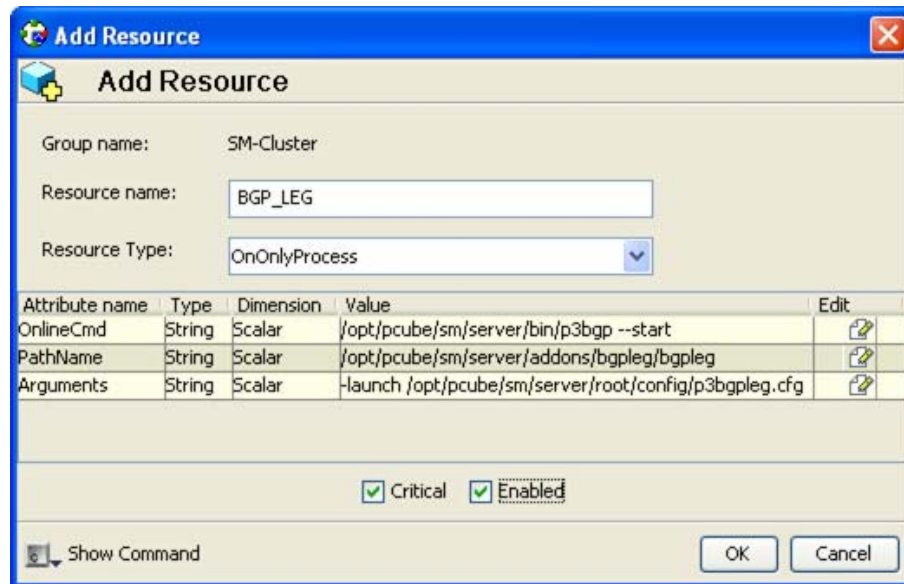 Add Resource
Add Resource
Group name: SM-Cluster
Resource name: BGP_LEG
Resource Type: OnOnlyProcess
Attribute name Type Dimension Value Edit
OnlineCmd String Scalar /opt/pcube/sm/server/bin/p3bgp --start
PathName String Scalar /opt/pcube/sm/server/addons/bgpleg/bgpleg
Arguments String Scalar -launch /opt/pcube/sm/server/root/config/p3bgpleg.cfg
Critical Enabled
Show Command OK Cancel